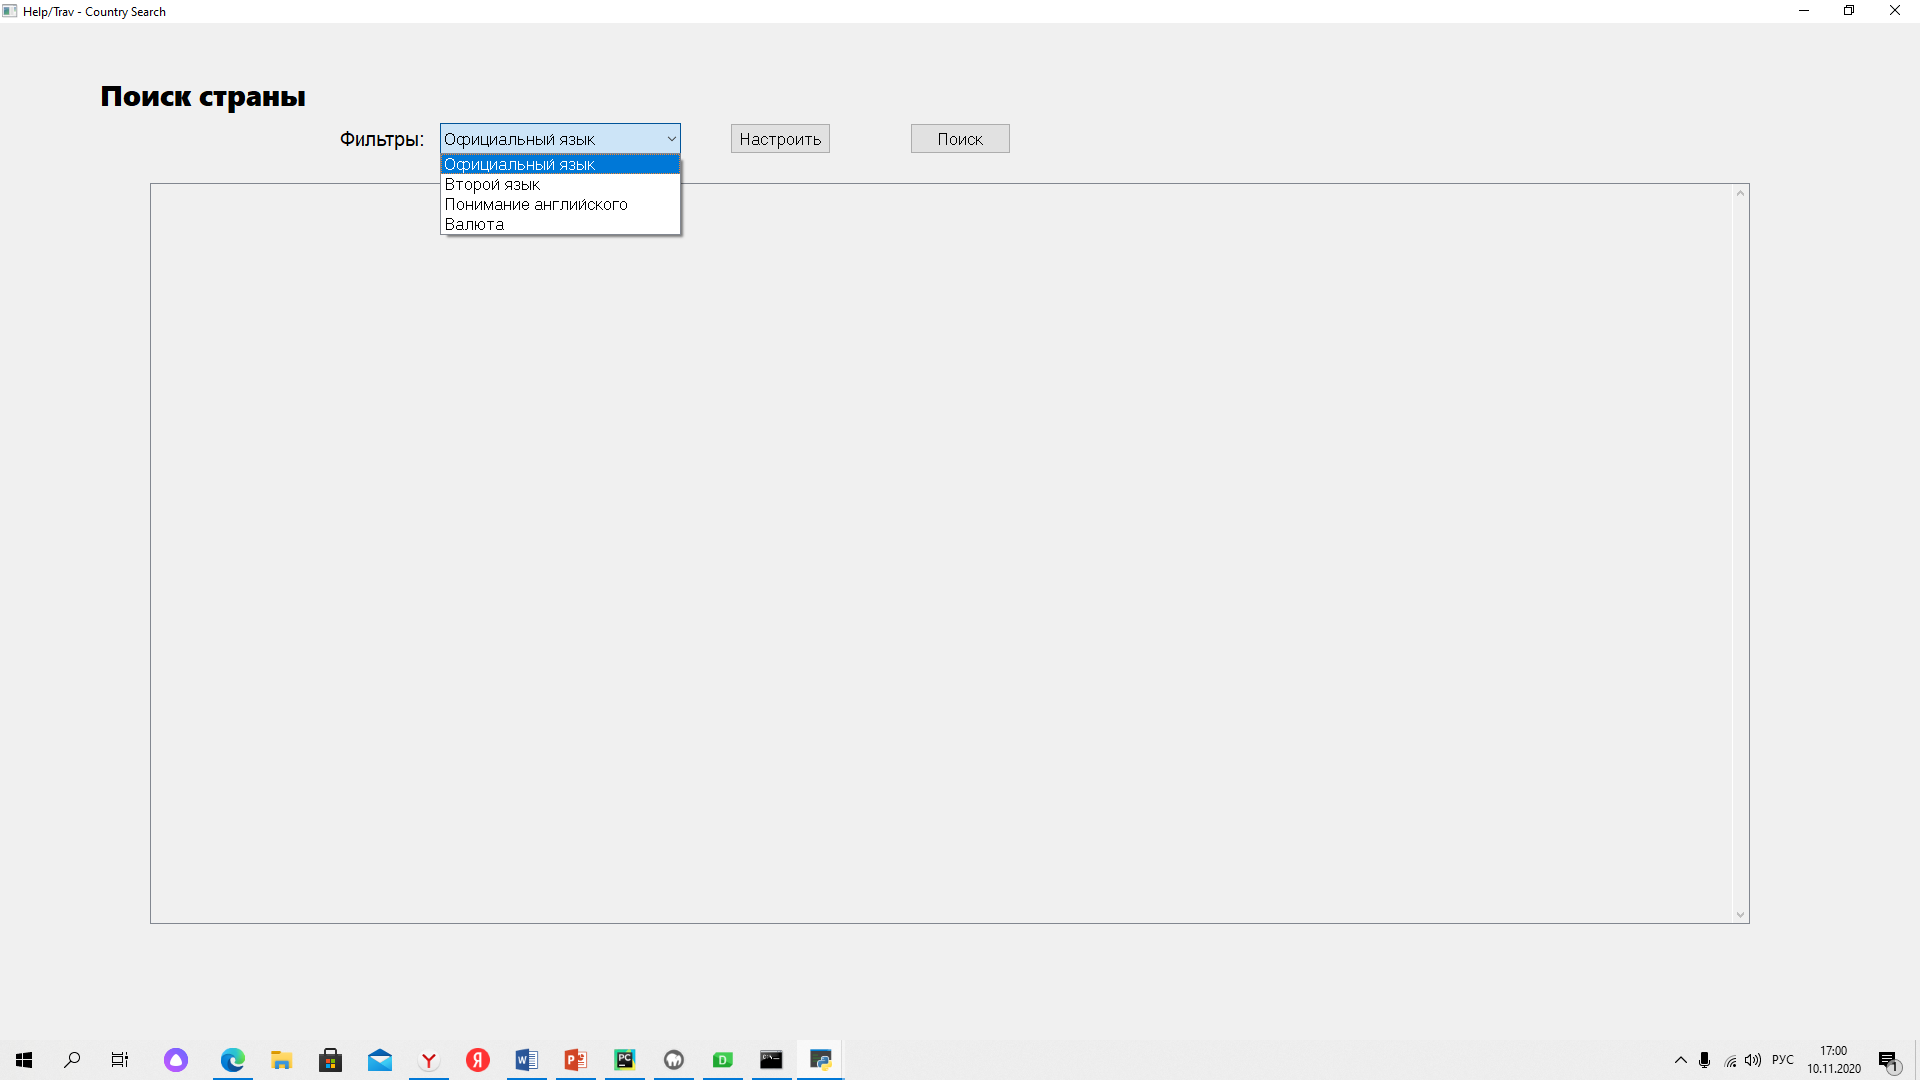 Help/Trav - Country Search
Поиск страны
Фильтры:
Официальный язык
Настроить
Поиск
Официальный язык
Второй язык
Понимание английского
Валюта
РУС
17:00
10.11.2020
1